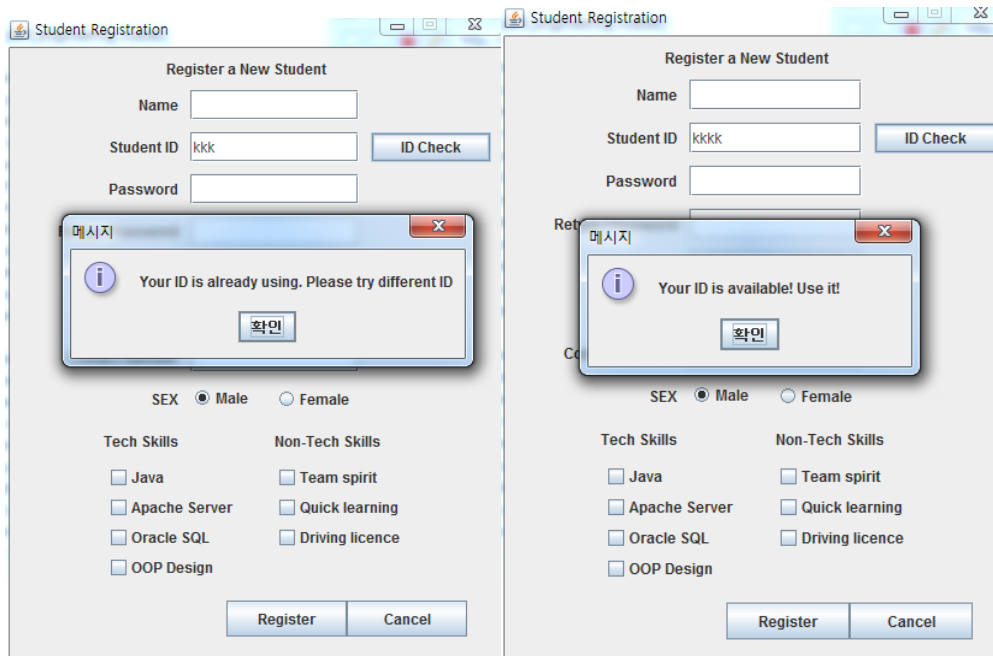 Student Registration
Register a New Student
Name
Student ID kkk ID Check
Password
메시지
Your ID is already using. Please try different ID
확인
SEX Male Female
Tech Skills Non-Tech Skills
Java Team spirit
Apache Server Quick learning
Oracle SQL Driving licence
OOP Design
Register Cancel
Student Registration
Register a New Student
Name
Student ID kkkk ID Check
Password
메시지
Your ID is available! Use it!
확인
SEX Male Female
Tech Skills Non-Tech Skills
Java Team spirit
Apache Server Quick learning
Oracle SQL Driving licence
OOP Design
Register Cancel